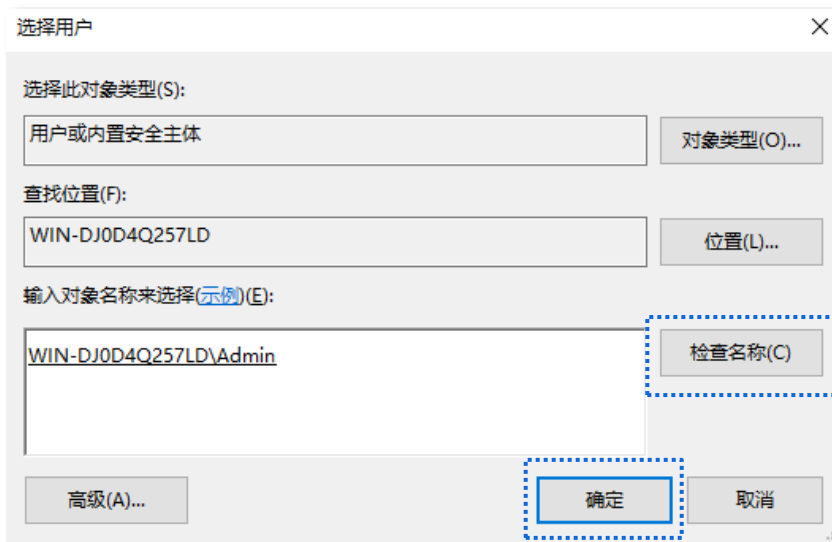 选择用户
选择此对象类型(S):
用户或内置安全主体
对象类型(O)...
查找位置(F):
WIN-DJ0D4Q257LD
位置(L)...
输入对象名称来选择(示例)(E):
WIN-DJ0D4Q257LD\Admin
检查名称(C)
高级(A)...
确定
取消